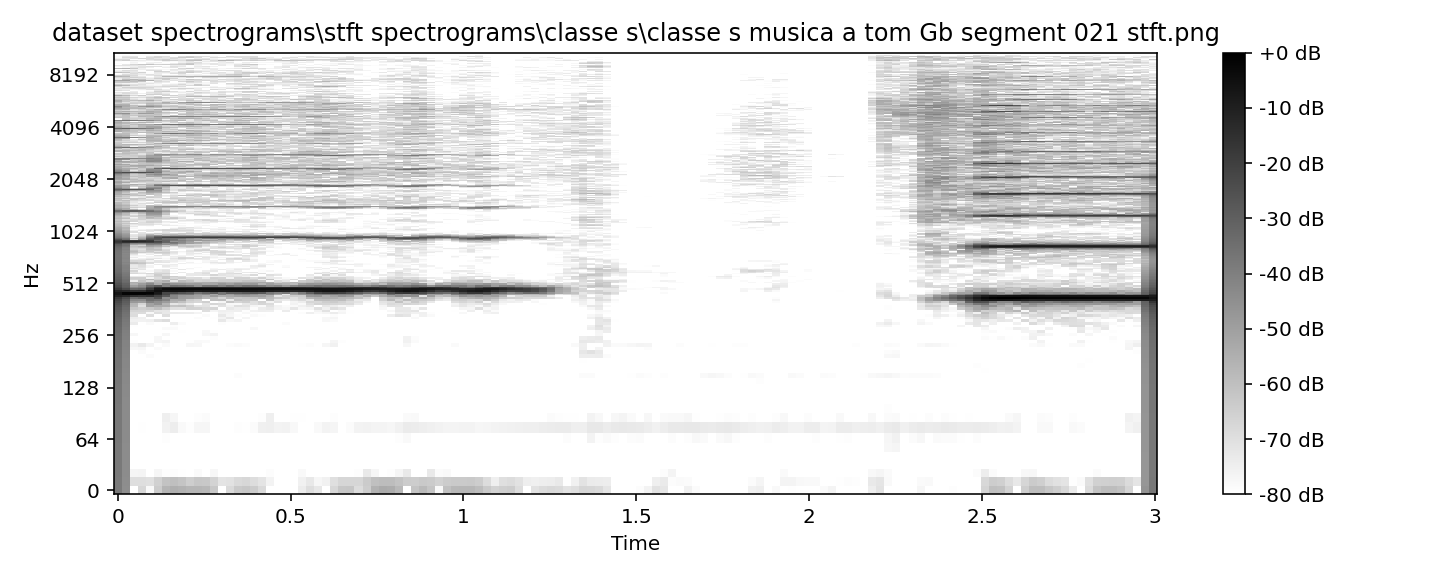 dataset spectrograms\stft spectrograms\classe s\classe s musica a tom Gb segment 021 stft.png
8192
4096
2048
1024
512
256
128
64
0
Hz
0
0.5
1
1.5
2
2.5
3
Time
+0 dB
-10 dB
-20 dB
-30 dB
-40 dB
-50 dB
-60 dB
-70 dB
-80 dB